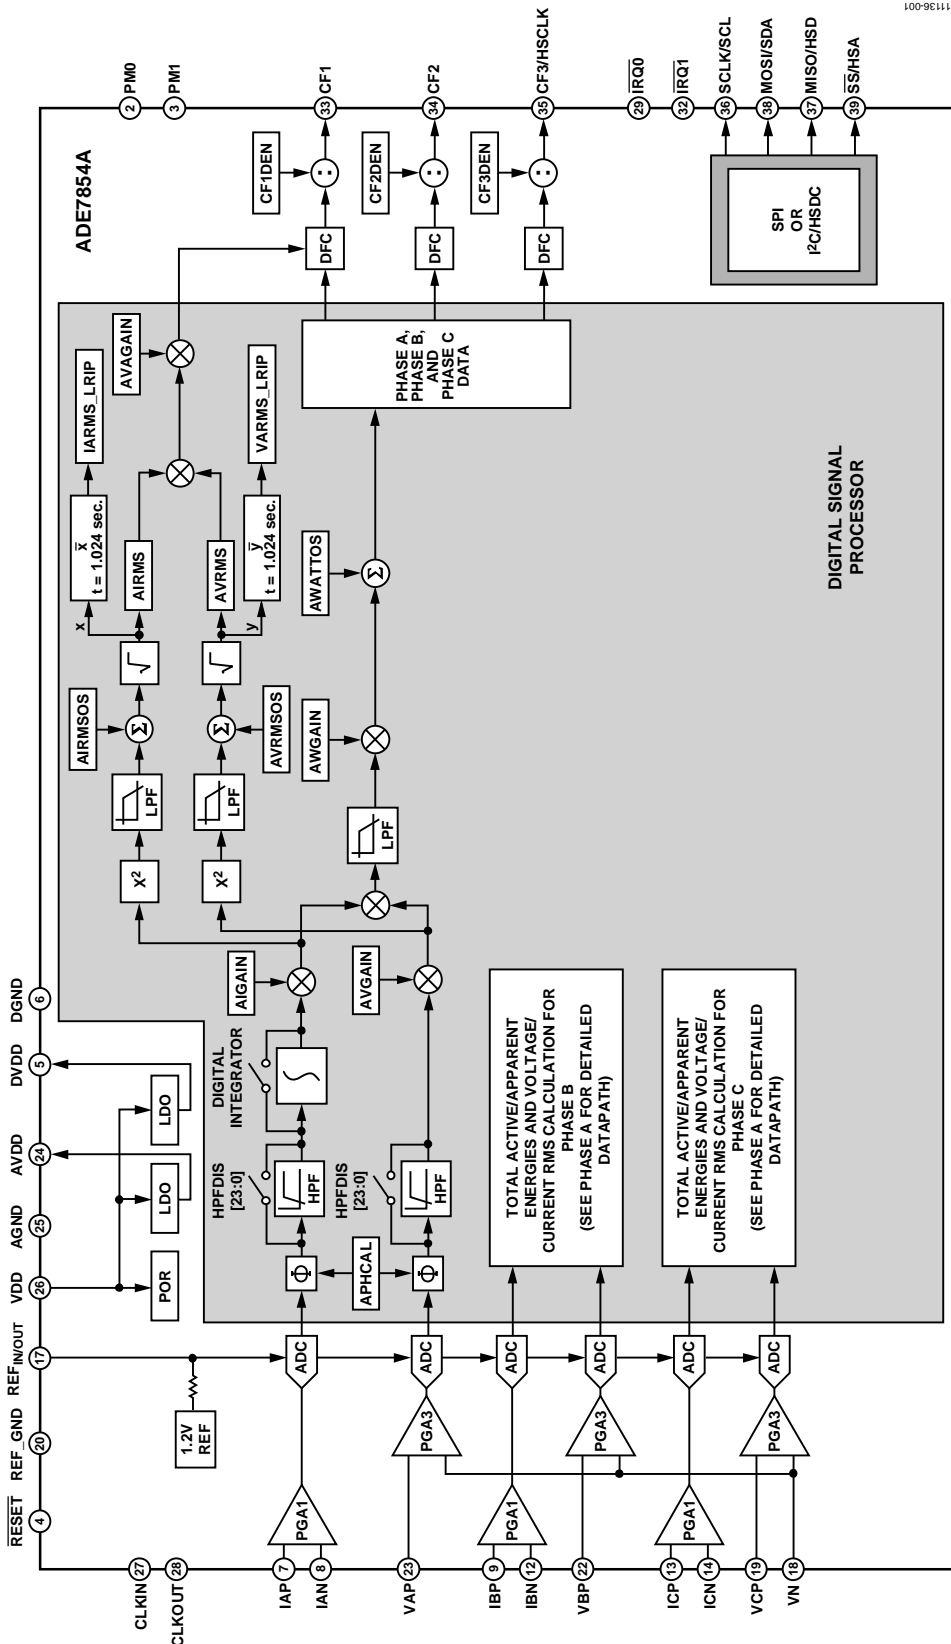 RESET
4
REF_GND
20
REFIN/OUT
17
VDD
26
AGND
25
AVDD
24
DVDD
5
DGND
6
CLKIN 27
CLKOUT 28
IAP 7
IAN 8
VAP 23
IBP 9
IBN 12
VBP 22
ICP 13
ICN 14
VCP 19
VN 18
1.2V
REF
POR
LDO
LDO
PGA1
PGA3
PGA1
PGA3
PGA1
PGA3
ADC
ADC
ADC
ADC
ADC
ADC
Φ
APHCAL
Φ
HPFDIS
[23:0]
HPF
HPFDIS
[23:0]
HPF
DIGITAL
INTEGRATOR
AIGAIN
AVGAIN
X2
LPF
AIRMSOS
Σ
√
x
x
t = 1.024 sec.
IARMS_LRIP
AIRMS
X2
LPF
AVRMSOS
Σ
√
AVRMS
y
y
t = 1.024 sec.
VARMS_LRIP
AVAGAIN
LPF
AWGAIN
AWATTOS
Σ
TOTAL ACTIVE/APPARENT
ENERGIES AND VOLTAGE/
CURRENT RMS CALCULATION FOR
PHASE B
(SEE PHASE A FOR DETAILED
DATAPATH)
TOTAL ACTIVE/APPARENT
ENERGIES AND VOLTAGE/
CURRENT RMS CALCULATION FOR
PHASE C
(SEE PHASE A FOR DETAILED
DATAPATH)
DIGITAL SIGNAL
PROCESSOR
PHASE A,
PHASE B,
AND
PHASE C
DATA
ADE7854A
DFC
CF1DEN
:
DFC
CF2DEN
:
DFC
CF3DEN
:
SPI
OR
I2C/HSDC
2 PM0
3 PM1
33 CF1
34 CF2
35 CF3/HSCLK
29 IRQ0
32 IRQ1
36 SCLK/SCL
38 MOSI/SDA
37 MISO/HSD
39 SS/HSA
11136-001